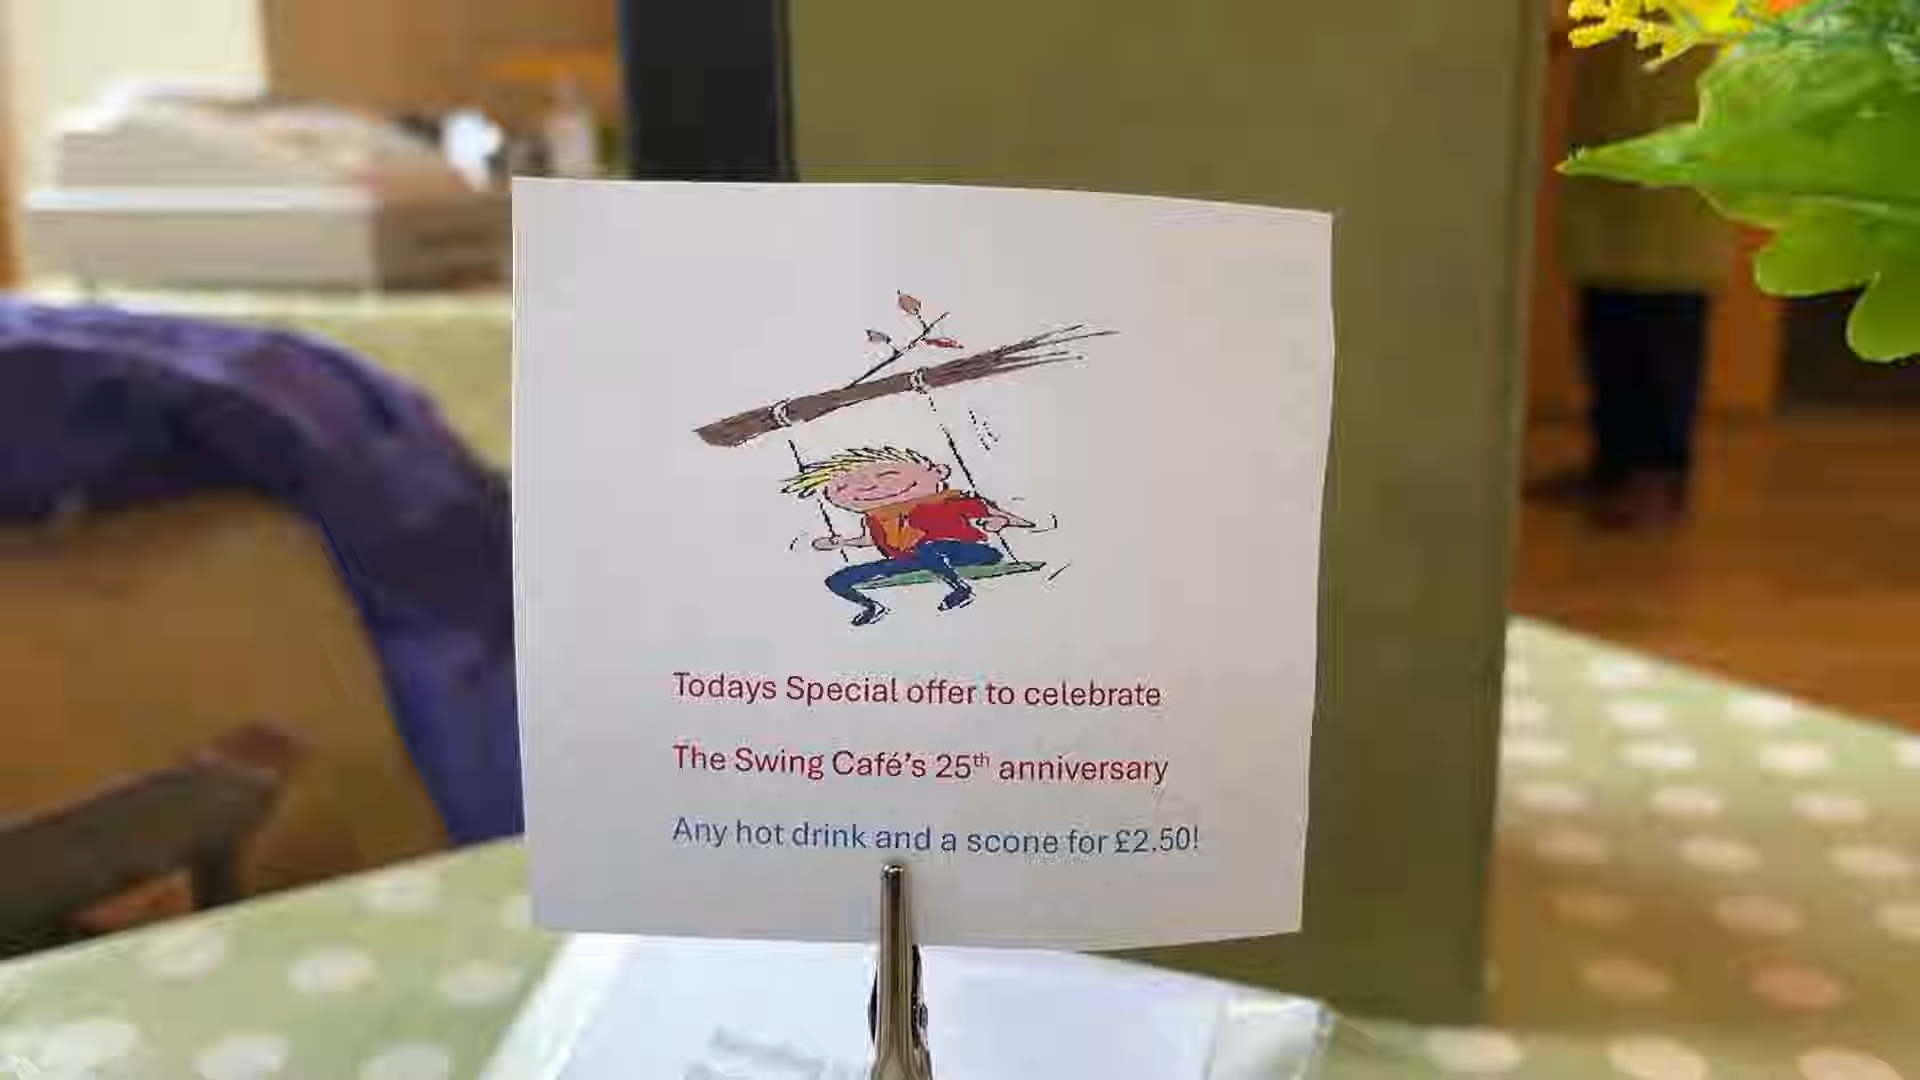 Todays Special offer to celebrate
The Swing Café’s 25th anniversary
Any hot drink and a scone for £2.50!